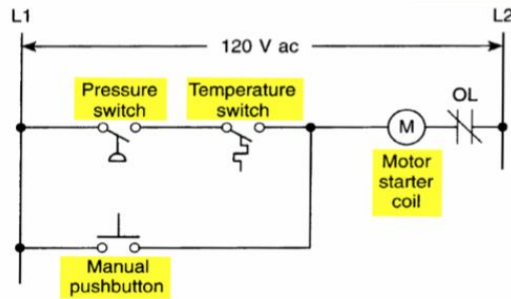 L1
L2
120 V ac
Pressure
switch
Temperature
switch
OL
M
Motor
starter
coil
Manual
pushbutton